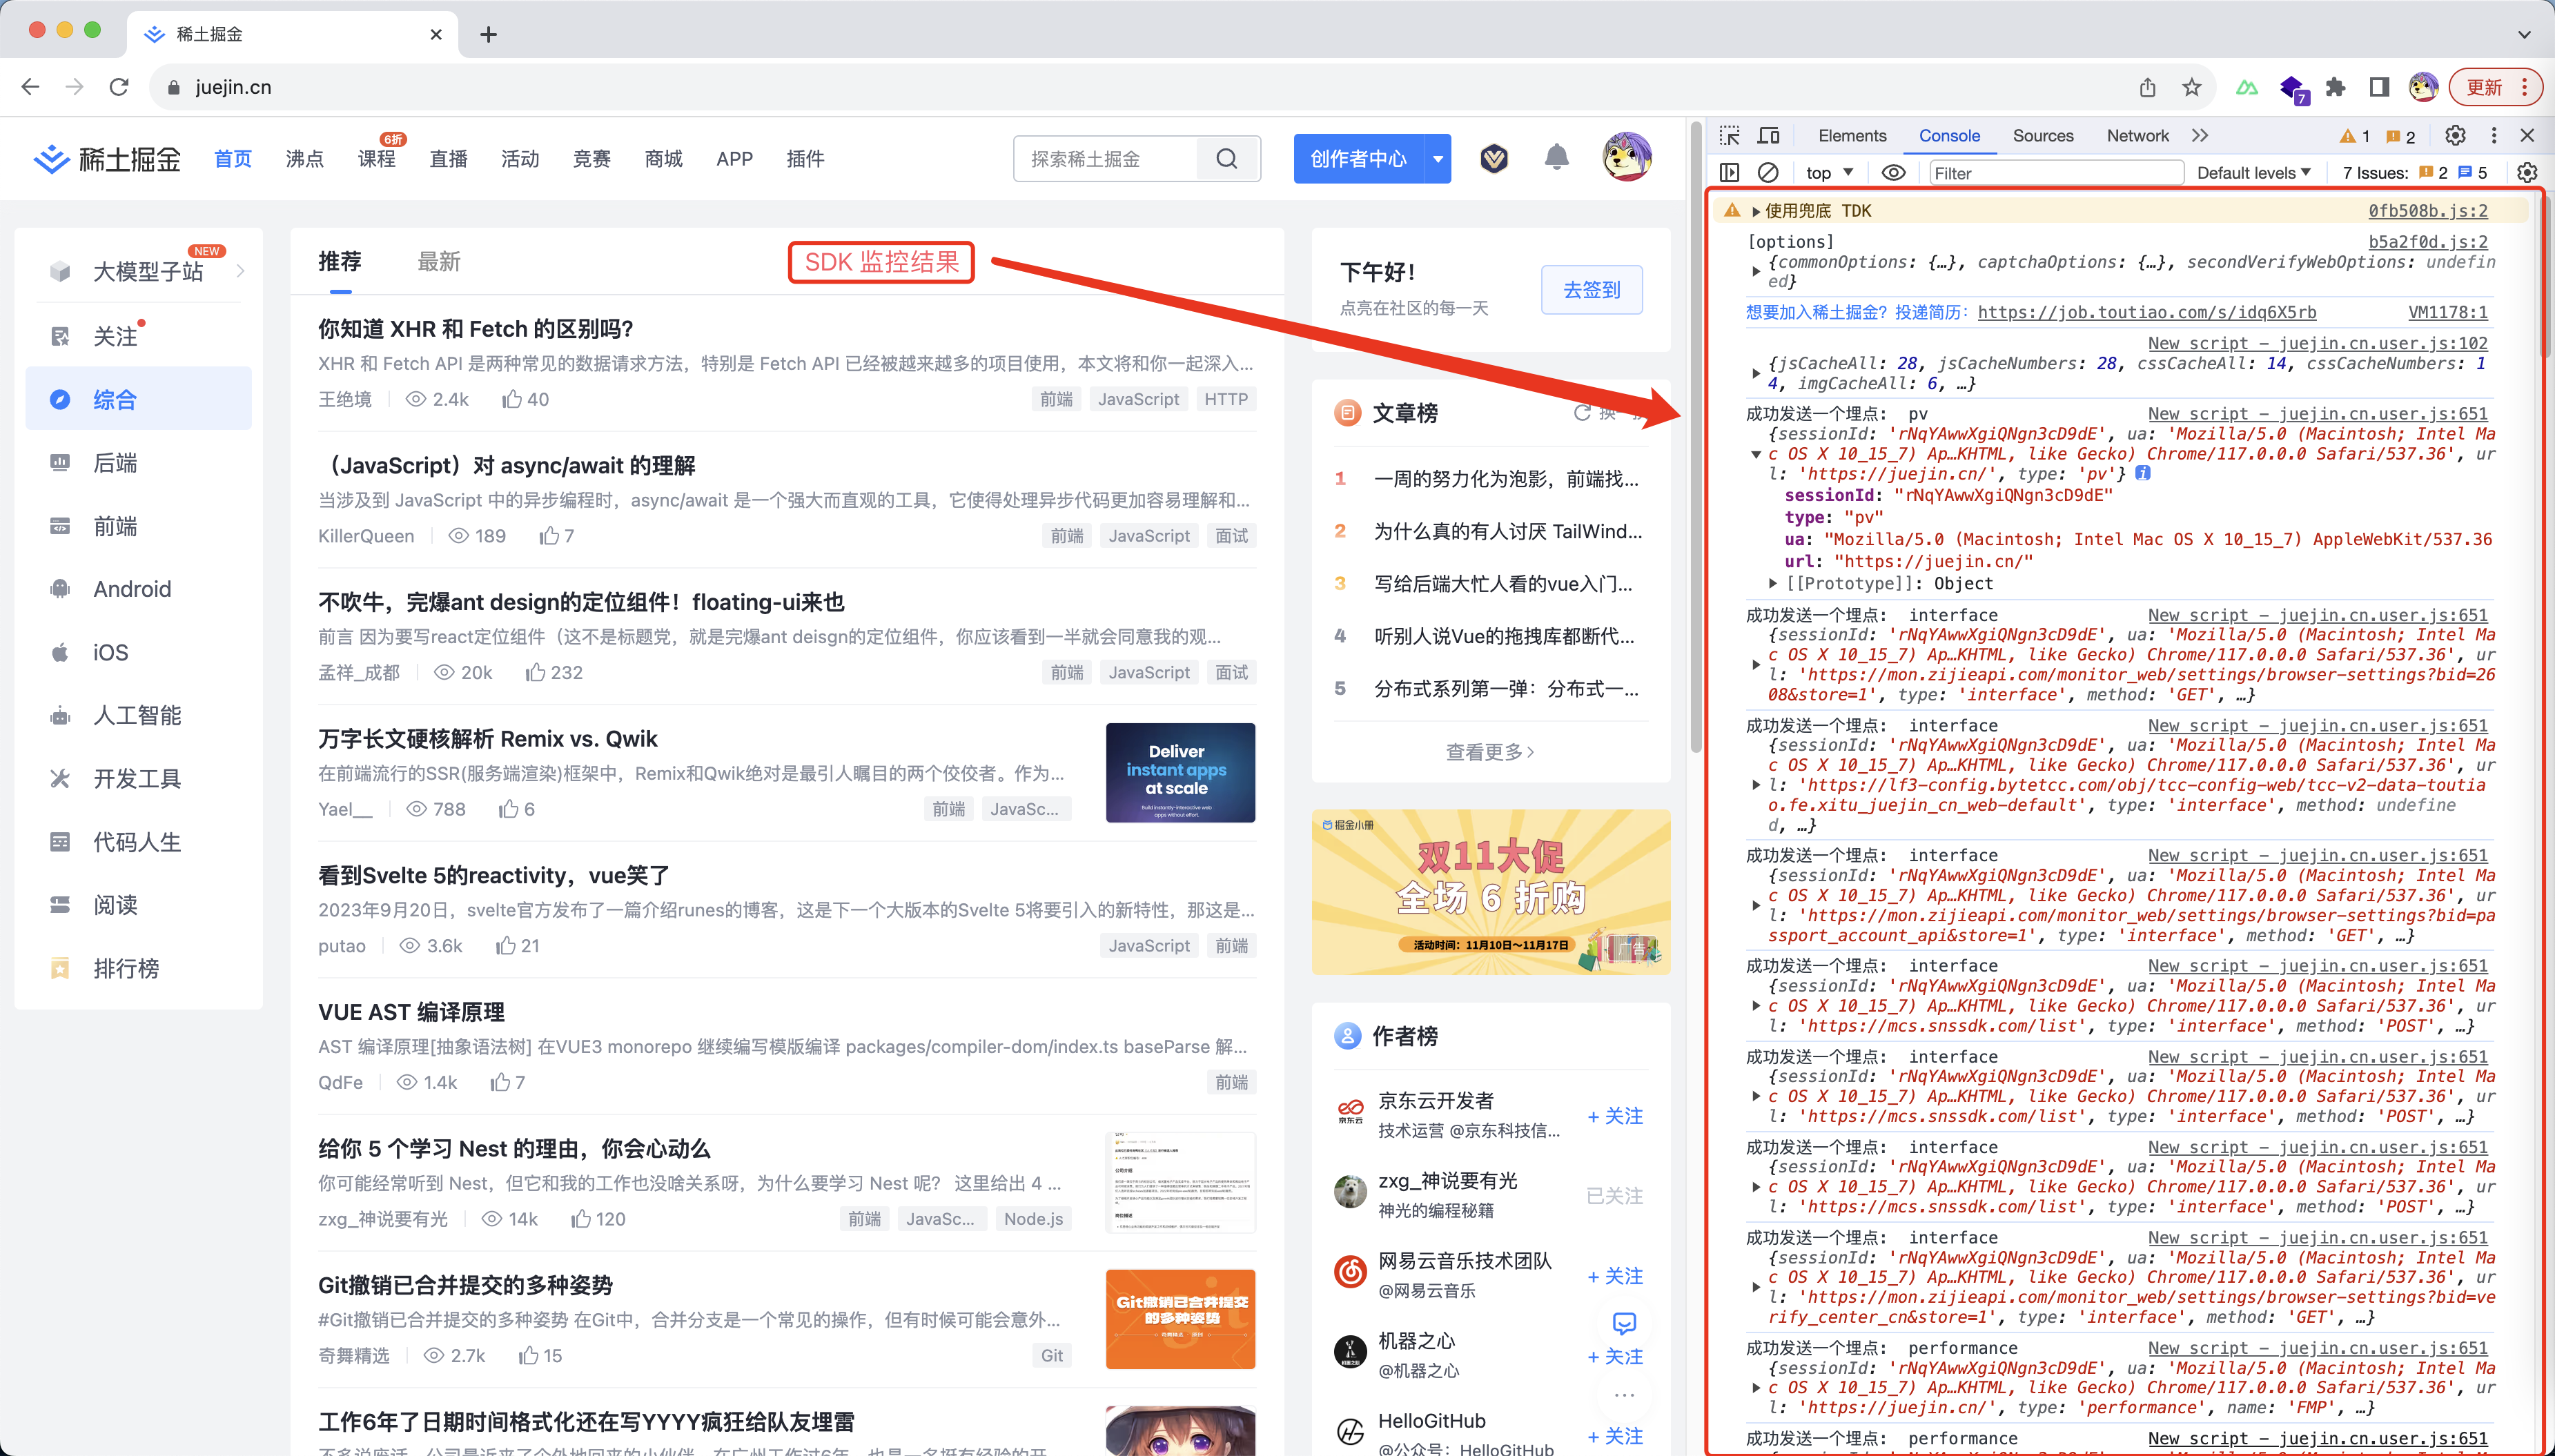 稀土掘金
更新
juejin.cn
7
稀土掘金
首页
沸点
课程
6折
直播
活动
竞赛
商城
APP
插件
探索稀土掘金
创作者中心
大模型子站
NEW
关注
综合
后端
前端
Android
iOS
人工智能
开发工具
代码人生
阅读
排行榜
推荐
最新
SDK 监控结果
你知道 XHR 和 Fetch 的区别吗？
XHR 和 Fetch API 是两种常见的数据请求方法，特别是 Fetch API 已经被越来越多的项目使用，本文将和你一起深入...
王绝境
2.4k
40
前端 JavaScript HTTP
（JavaScript）对 async/await 的理解
当涉及到 JavaScript 中的异步编程时，async/await 是一个强大而直观的工具，它使得处理异步代码更加容易理解和...
KillerQueen
189
7
前端 JavaScript 面试
不吹牛，完爆ant design的定位组件！floating-ui来也
前言 因为要写react定位组件（这不是标题党，就是完爆ant deisgn的定位组件，你应该看到一半就会同意我的观...
孟祥_成都
20k
232
前端 JavaScript 面试
万字长文硬核解析 Remix vs. Qwik
在前端流行的SSR(服务端渲染)框架中，Remix和Qwik绝对是最引人瞩目的两个佼佼者。作为...
Yael__
788
6
前端 JavaSc...
Deliver
instant apps
at scale
Build instantly-interactive web
apps without effort.
看到Svelte 5的reactivity，vue笑了
2023年9月20日，svelte官方发布了一篇介绍runes的博客，这是下一个大版本的Svelte 5将要引入的新特性，那这是...
putao
3.6k
21
JavaScript 前端
VUE AST 编译原理
AST 编译原理[抽象语法树] 在VUE3 monorepo 继续编写模版编译 packages/compiler-dom/index.ts baseParse 解...
QdFe
1.4k
7
前端
给你 5 个学习 Nest 的理由，你会心动么
你可能经常听到 Nest，但它和我的工作也没啥关系呀，为什么要学习 Nest 呢？ 这里给出 4 ...
zxg_神说要有光
14k
120
前端 JavaSc... Node.js
Git撤销已合并提交的多种姿势
#Git撤销已合并提交的多种姿势 在Git中，合并分支是一个常见的操作，但有时候可能会意外...
奇舞精选
2.7k
15
Git
Git撤销已合并提交
的多种姿势
工作6年了日期时间格式化还在写YYYY疯狂给队友埋雷
下午好！
点亮在社区的每一天
去签到
文章榜
换一
1 一周的努力化为泡影，前端找...
2 为什么真的有人讨厌 TailWind...
3 写给后端大忙人看的vue入门...
4 听别人说Vue的拖拽库都断代...
5 分布式系列第一弹：分布式一...
查看更多
掘金小册
双11大促
全场 6 折购
活动时间：11月10日～11月17日
广告
作者榜
京东云开发者
技术运营 @京东科技信...
+ 关注
京东云
zxg_神说要有光
神光的编程秘籍
已关注
网易云音乐技术团队
@网易云音乐
+ 关注
机器之心
@机器之心
+ 关注
HelloGitHub
@公众号：HelloGitHub
+ 关注
Elements Console Sources Network
1 2
top Filter Default levels 7 Issues: 2 5
使用兜底 TDK 0fb508b.js:2
[options] b5a2f0d.js:2
{commonOptions: {…}, captchaOptions: {…}, secondVerifyWebOptions: undefin
ed}
想要加入稀土掘金？投递简历：https://job.toutiao.com/s/idq6X5rb VM1178:1
New script – juejin.cn.user.js:102
{jsCacheAll: 28, jsCacheNumbers: 28, cssCacheAll: 14, cssCacheNumbers: 1
4, imgCacheAll: 6, …}
成功发送一个埋点： pv New script – juejin.cn.user.js:651
{sessionId: 'rNqYAwwXgiQNgn3cD9dE', ua: 'Mozilla/5.0 (Macintosh; Intel Ma
c OS X 10_15_7) Ap…KHTML, like Gecko) Chrome/117.0.0.0 Safari/537.36', ur
l: 'https://juejin.cn/', type: 'pv'}
sessionId: "rNqYAwwXgiQNgn3cD9dE"
type: "pv"
ua: "Mozilla/5.0 (Macintosh; Intel Mac OS X 10_15_7) AppleWebKit/537.36
url: "https://juejin.cn/"
[[Prototype]]: Object
成功发送一个埋点： interface New script – juejin.cn.user.js:651
{sessionId: 'rNqYAwwXgiQNgn3cD9dE', ua: 'Mozilla/5.0 (Macintosh; Intel Ma
c OS X 10_15_7) Ap…KHTML, like Gecko) Chrome/117.0.0.0 Safari/537.36', ur
l: 'https://mon.zijieapi.com/monitor_web/settings/browser-settings?bid=26
08&store=1', type: 'interface', method: 'GET', …}
成功发送一个埋点： interface New script – juejin.cn.user.js:651
{sessionId: 'rNqYAwwXgiQNgn3cD9dE', ua: 'Mozilla/5.0 (Macintosh; Intel Ma
c OS X 10_15_7) Ap…KHTML, like Gecko) Chrome/117.0.0.0 Safari/537.36', ur
l: 'https://lf3-config.bytetcc.com/obj/tcc-config-web/tcc-v2-data-toutia
o.fe.xitu_juejin_cn_web-default', type: 'interface', method: undefine
d, …}
成功发送一个埋点： interface New script – juejin.cn.user.js:651
{sessionId: 'rNqYAwwXgiQNgn3cD9dE', ua: 'Mozilla/5.0 (Macintosh; Intel Ma
c OS X 10_15_7) Ap…KHTML, like Gecko) Chrome/117.0.0.0 Safari/537.36', ur
l: 'https://mon.zijieapi.com/monitor_web/settings/browser-settings?bid=pa
ssport_account_api&store=1', type: 'interface', method: 'GET', …}
成功发送一个埋点： interface New script – juejin.cn.user.js:651
{sessionId: 'rNqYAwwXgiQNgn3cD9dE', ua: 'Mozilla/5.0 (Macintosh; Intel Ma
c OS X 10_15_7) Ap…KHTML, like Gecko) Chrome/117.0.0.0 Safari/537.36', ur
l: 'https://mcs.snssdk.com/list', type: 'interface', method: 'POST', …}
成功发送一个埋点： interface New script – juejin.cn.user.js:651
{sessionId: 'rNqYAwwXgiQNgn3cD9dE', ua: 'Mozilla/5.0 (Macintosh; Intel Ma
c OS X 10_15_7) Ap…KHTML, like Gecko) Chrome/117.0.0.0 Safari/537.36', ur
l: 'https://mcs.snssdk.com/list', type: 'interface', method: 'POST', …}
成功发送一个埋点： interface New script – juejin.cn.user.js:651
{sessionId: 'rNqYAwwXgiQNgn3cD9dE', ua: 'Mozilla/5.0 (Macintosh; Intel Ma
c OS X 10_15_7) Ap…KHTML, like Gecko) Chrome/117.0.0.0 Safari/537.36', ur
l: 'https://mcs.snssdk.com/list', type: 'interface', method: 'POST', …}
成功发送一个埋点： interface New script – juejin.cn.user.js:651
{sessionId: 'rNqYAwwXgiQNgn3cD9dE', ua: 'Mozilla/5.0 (Macintosh; Intel Ma
c OS X 10_15_7) Ap…KHTML, like Gecko) Chrome/117.0.0.0 Safari/537.36', ur
l: 'https://mon.zijieapi.com/monitor_web/settings/browser-settings?bid=ve
rify_center_cn&store=1', type: 'interface', method: 'GET', …}
成功发送一个埋点： performance New script – juejin.cn.user.js:651
{sessionId: 'rNqYAwwXgiQNgn3cD9dE', ua: 'Mozilla/5.0 (Macintosh; Intel Ma
c OS X 10_15_7) Ap…KHTML, like Gecko) Chrome/117.0.0.0 Safari/537.36', ur
l: 'https://juejin.cn/', type: 'performance', name: 'FMP', …}
成功发送一个埋点： performance New script – juejin.cn.user.js:651